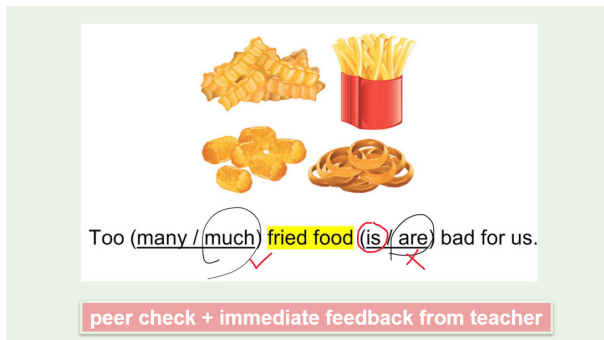 Too (many / much) fried food (is / are) bad for us.
peer check + immediate feedback from teacher